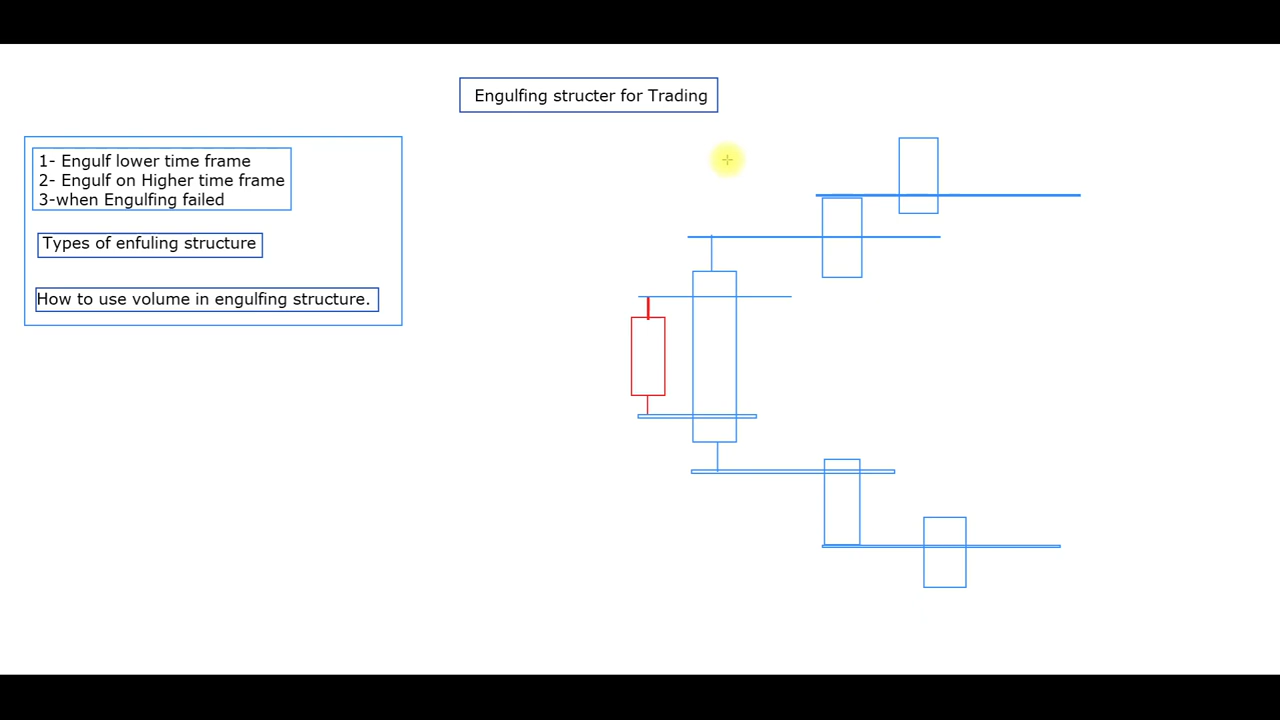 Engulfing structer for Trading
1- Engulf lower time frame
2- Engulf on Higher time frame
3-when Engulfing failed
Types of enfuling structure
How to use volume in engulfing structure.